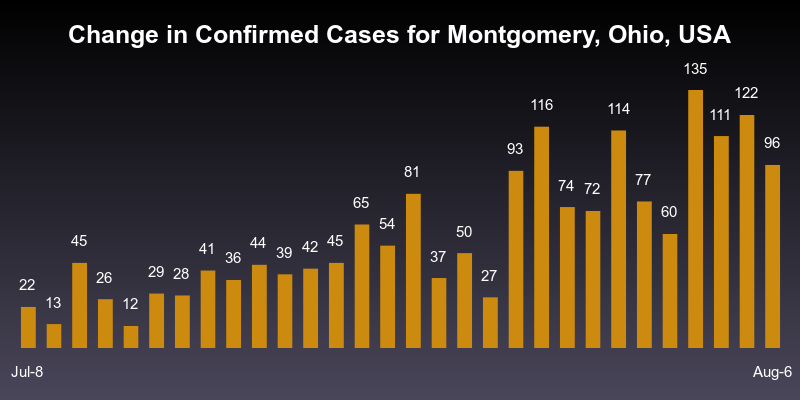 Change in Confirmed Cases for Montgomery, Ohio, USA
22 13 45 26 12 29 28 41 36 44 39 42 45 65 54 81 37 50 27 93 116 74 72 114 77 60 135 111 122 96
Jul-8 Aug-6